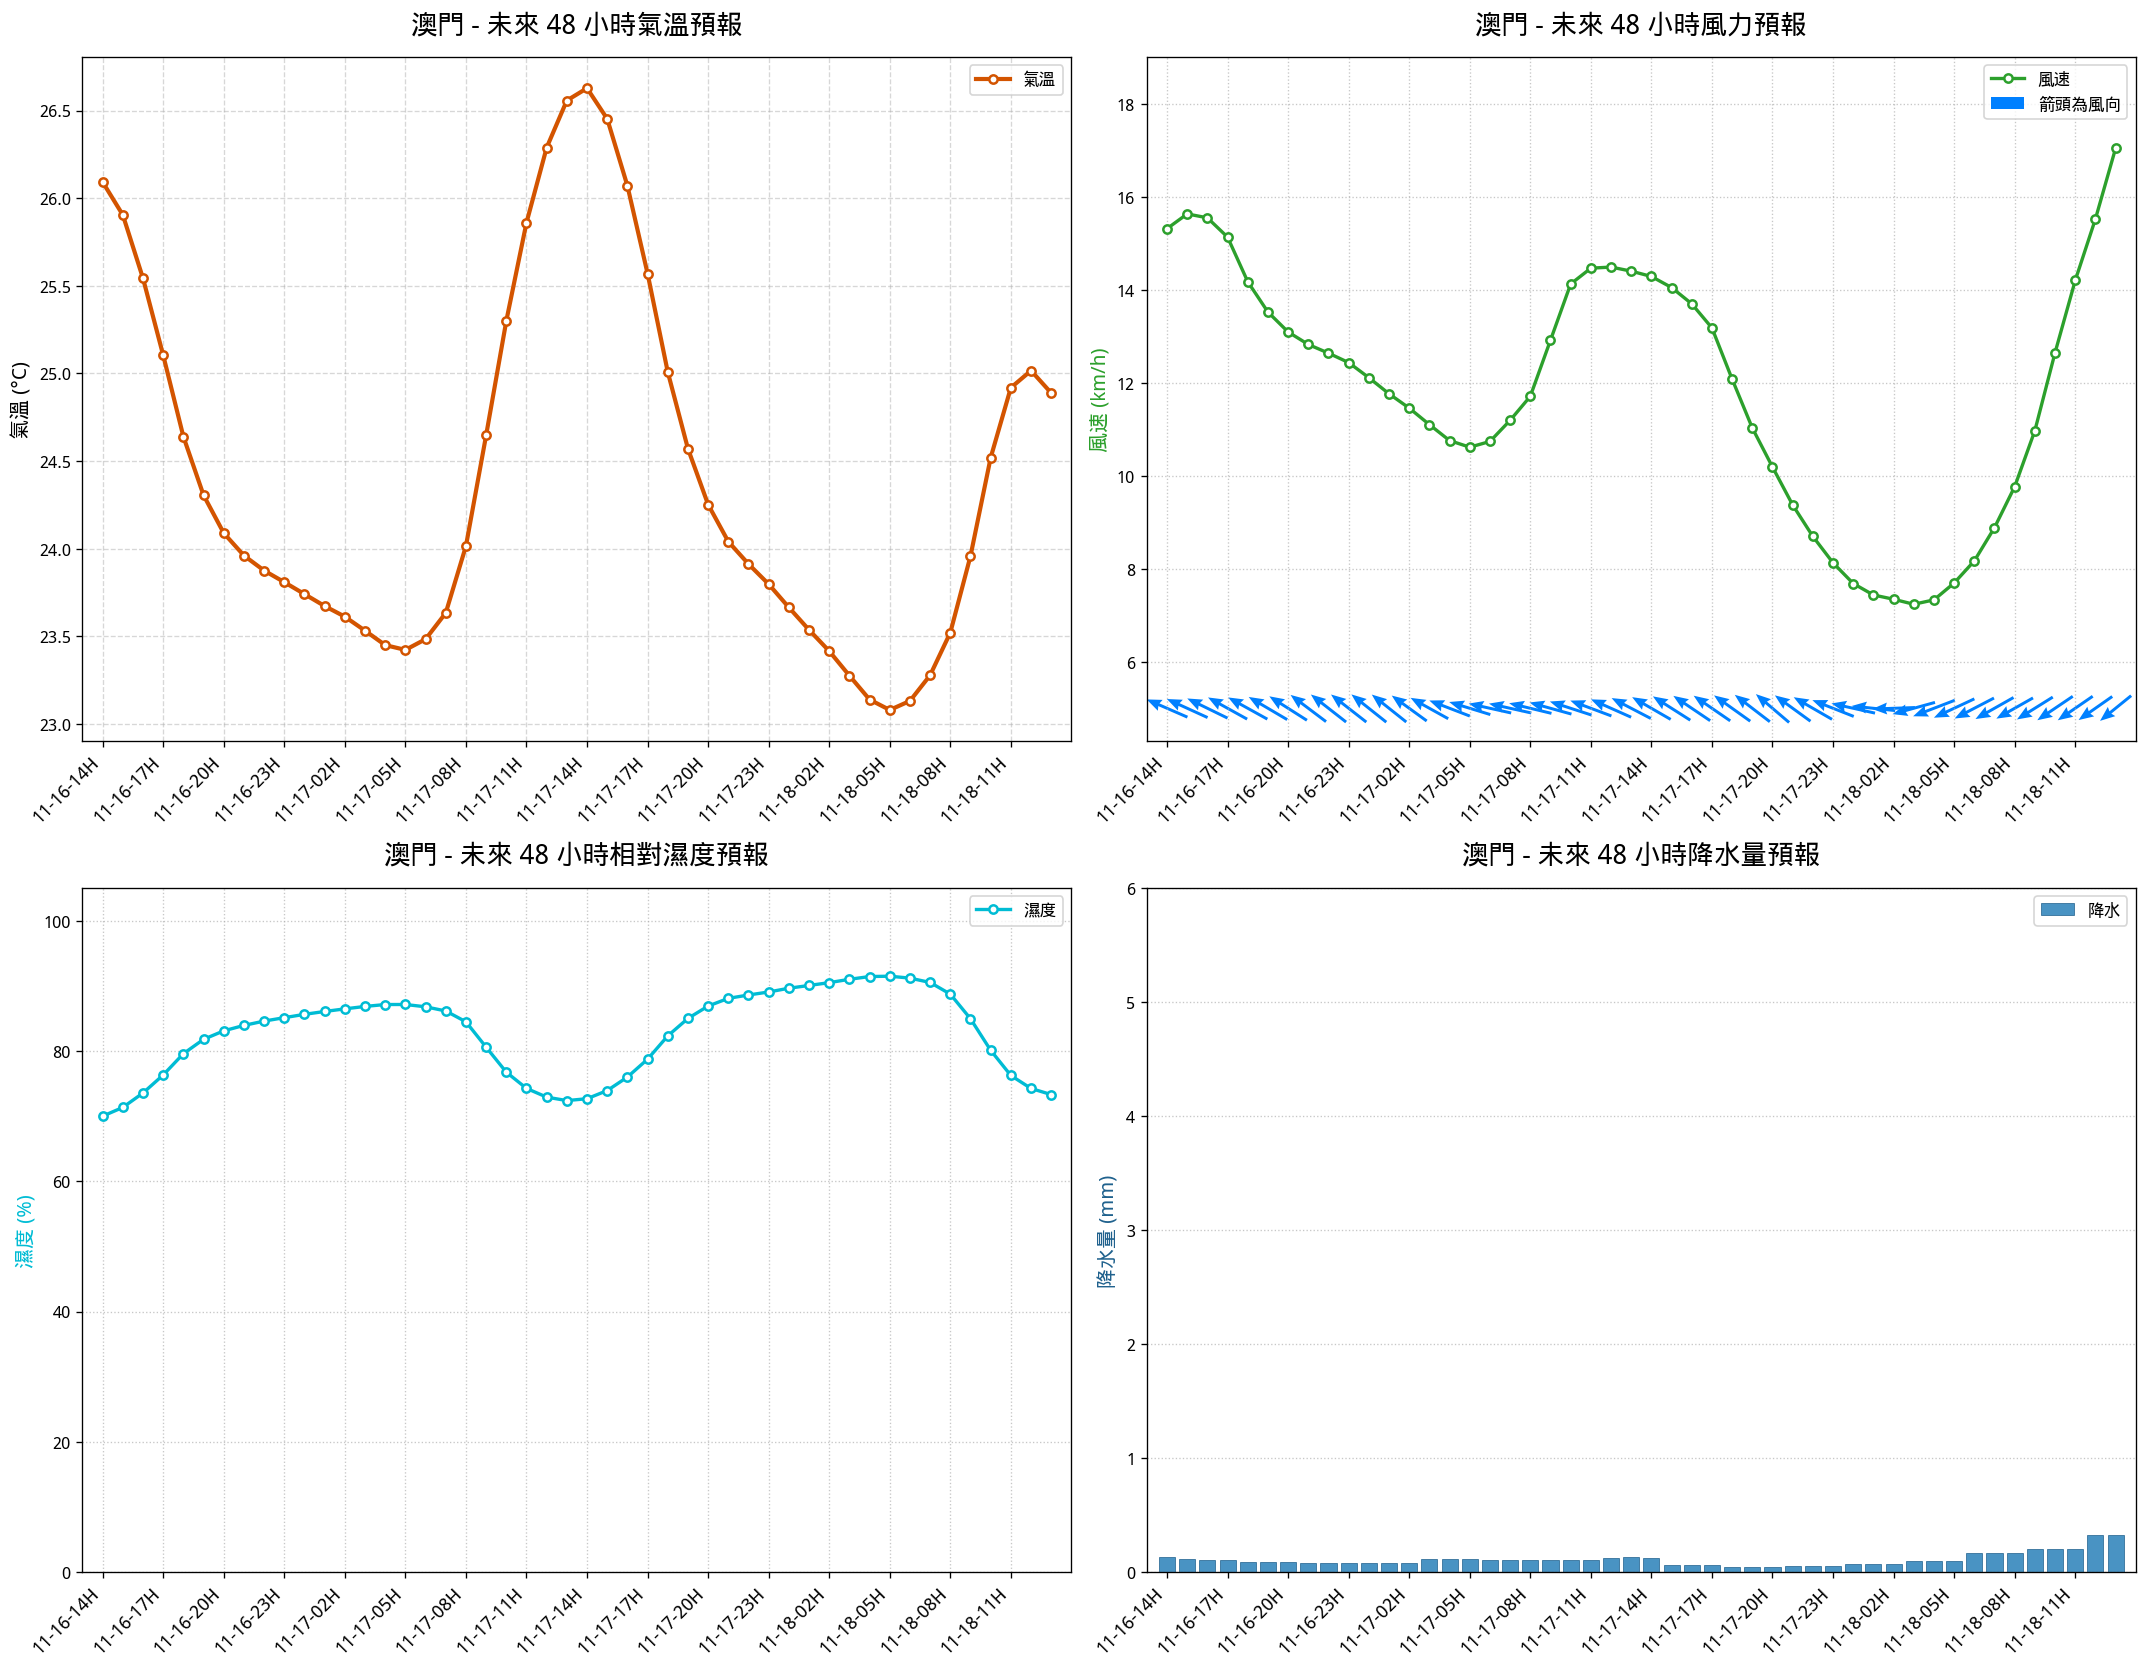 澳門 - 未來 48 小時氣溫預報
氣溫
氣溫 (°C)
26.5
26.0
25.5
25.0
24.5
24.0
23.5
23.0
11-16-14H
11-16-17H
11-16-20H
11-16-23H
11-17-02H
11-17-05H
11-17-08H
11-17-11H
11-17-14H
11-17-17H
11-17-20H
11-17-23H
11-18-02H
11-18-05H
11-18-08H
11-18-11H
澳門 - 未來 48 小時風力預報
風速
箭頭為風向
風速 (km/h)
18
16
14
12
10
8
6
11-16-14H
11-16-17H
11-16-20H
11-16-23H
11-17-02H
11-17-05H
11-17-08H
11-17-11H
11-17-14H
11-17-17H
11-17-20H
11-17-23H
11-18-02H
11-18-05H
11-18-08H
11-18-11H
澳門 - 未來 48 小時相對濕度預報
濕度
濕度 (%)
100
80
60
40
20
0
11-16-14H
11-16-17H
11-16-20H
11-16-23H
11-17-02H
11-17-05H
11-17-08H
11-17-11H
11-17-14H
11-17-17H
11-17-20H
11-17-23H
11-18-02H
11-18-05H
11-18-08H
11-18-11H
澳門 - 未來 48 小時降水量預報
降水
降水量 (mm)
6
5
4
3
2
1
0
11-16-14H
11-16-17H
11-16-20H
11-16-23H
11-17-02H
11-17-05H
11-17-08H
11-17-11H
11-17-14H
11-17-17H
11-17-20H
11-17-23H
11-18-02H
11-18-05H
11-18-08H
11-18-11H